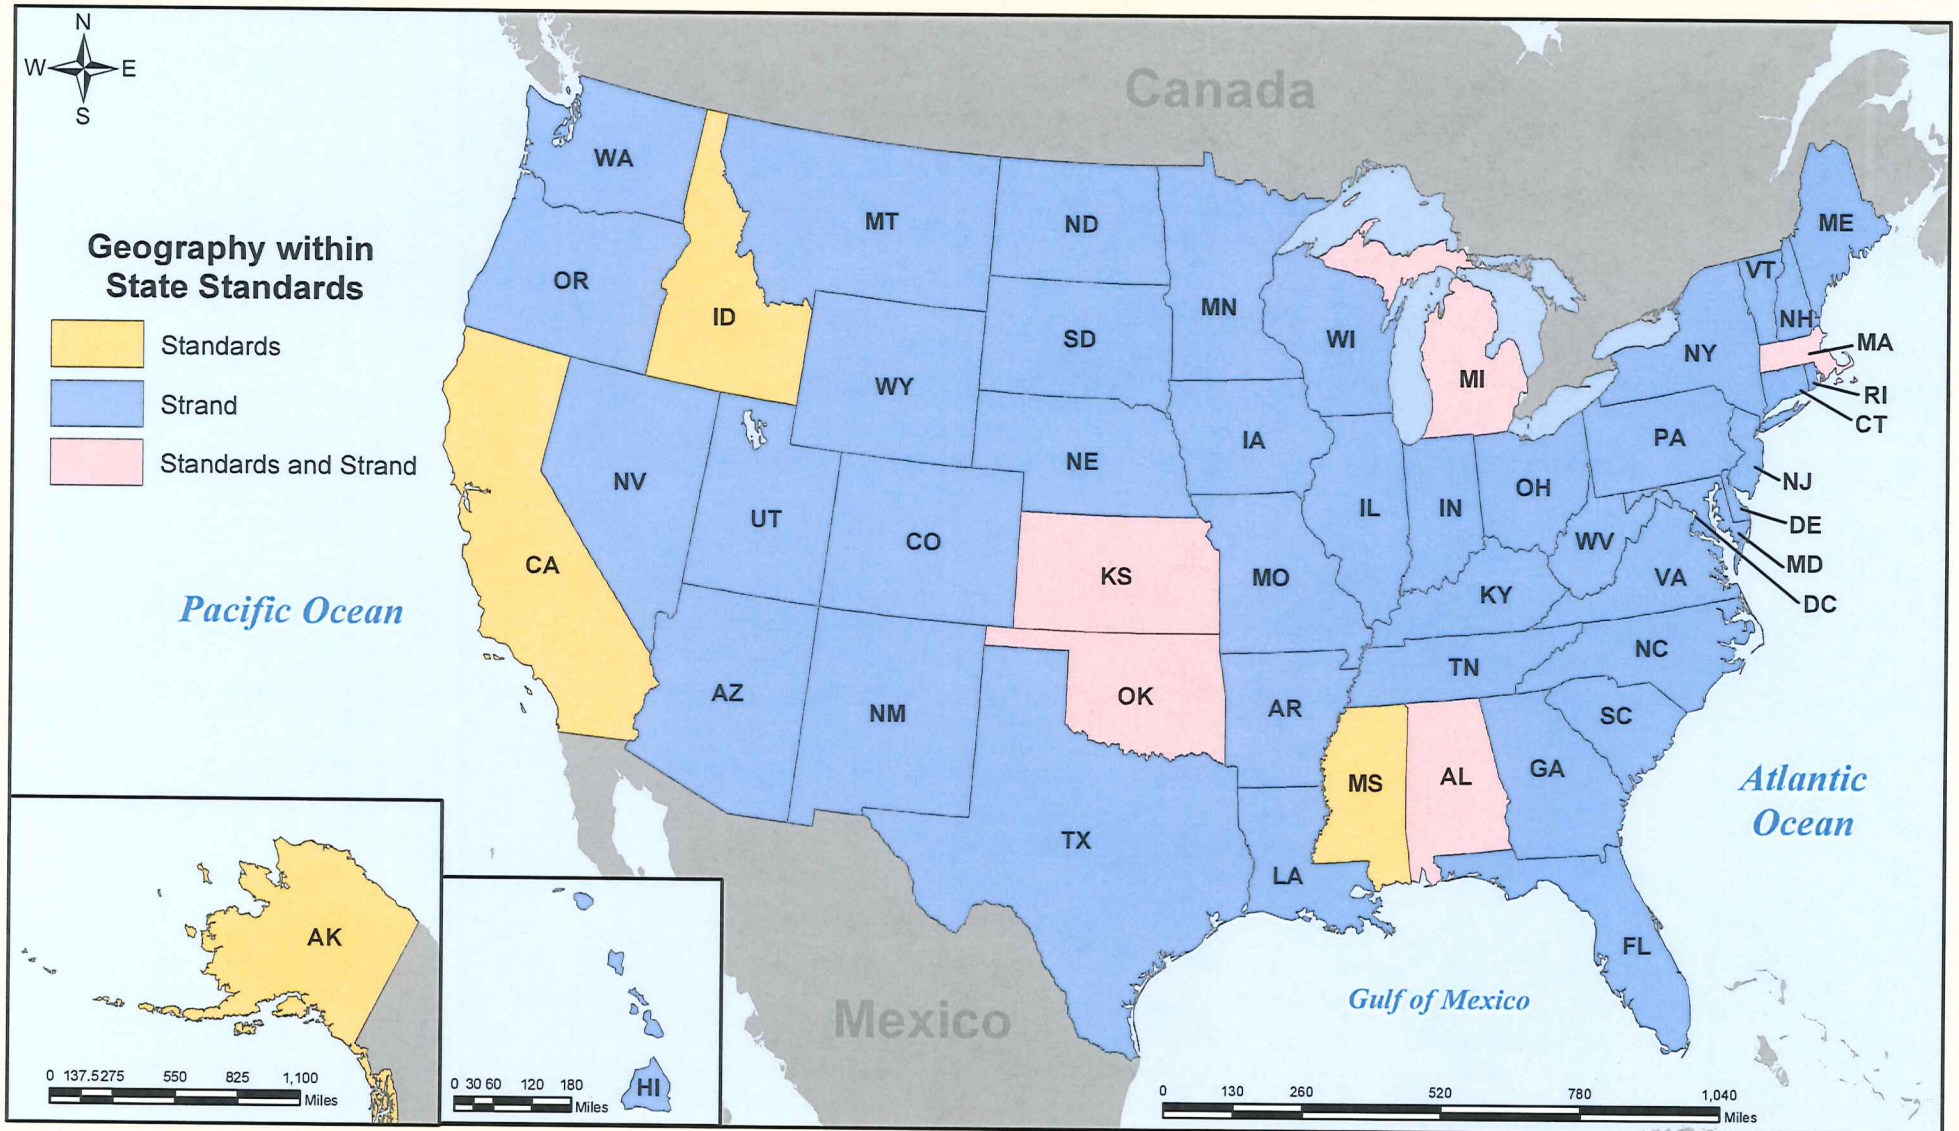 N
W E
S
Canada
WA
MT
ND
ME
VT
OR
ID
MN
NH
Geography within
State Standards
Standards
Strand
Standards and Strand
SD
WI
NY
MA
MI
RI
WY
CT
IA
PA
NE
NV
NJ
OH
IL
IN
UT
DE
CO
WV
MD
CA
KS
MO
VA
KY
DC
Pacific Ocean
NC
TN
AZ
OK
NM
AR
SC
GA
MS
AL
Atlantic
Ocean
TX
LA
AK
FL
Gulf of Mexico
Mexico
HI
0 137.5 275 550 825 1,100
Miles
0 30 60 120 180
Miles
0 130 260 520 780 1,040
Miles